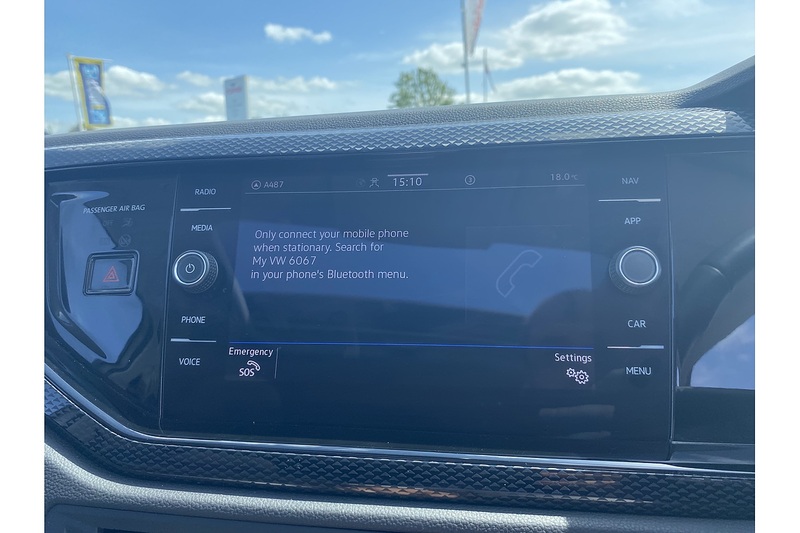 PASSENGER AIR BAG
RADIO
MEDIA
PHONE
VOICE
A487
15:10
3
18.0°C
Only connect your mobile phone
when stationary. Search for
My VW 6067
in your phone's Bluetooth menu.
Emergency
SOS
Settings
NAV
APP
CAR
MENU